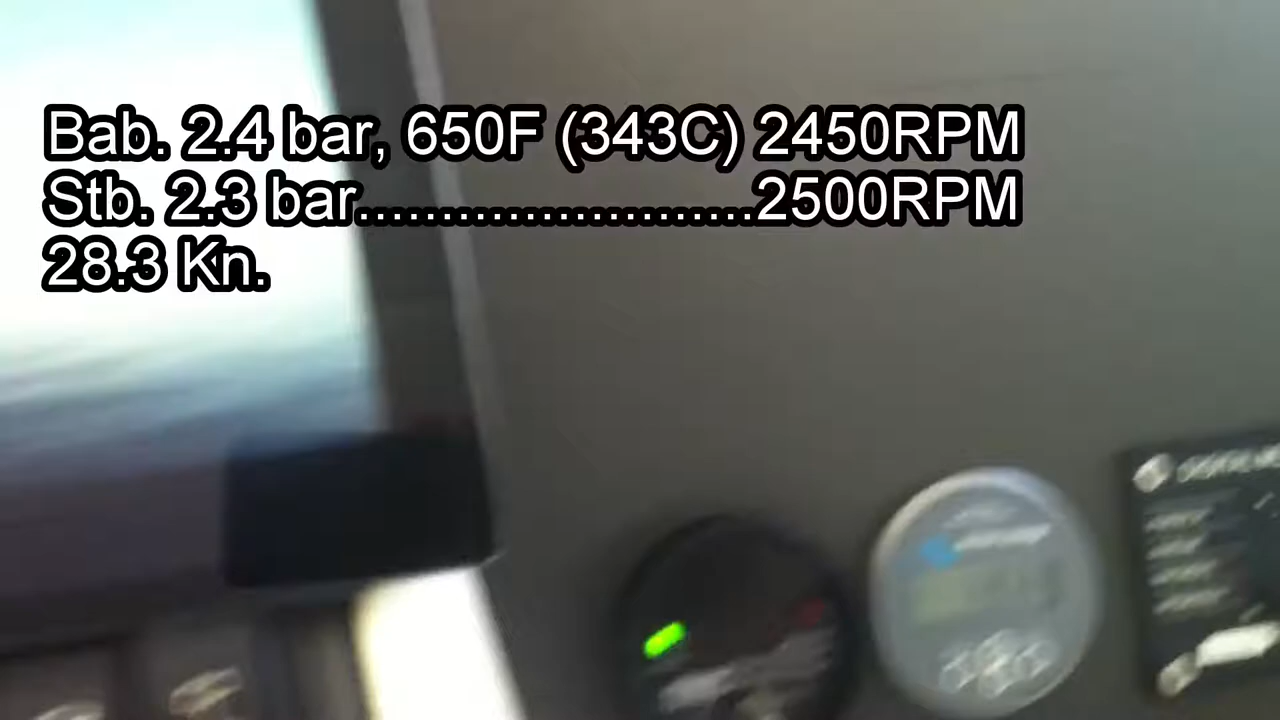 Bab. 2.4 bar, 650F (343C) 2450RPM
Stb. 2.3 bar........................2500RPM
28.3 Kn.